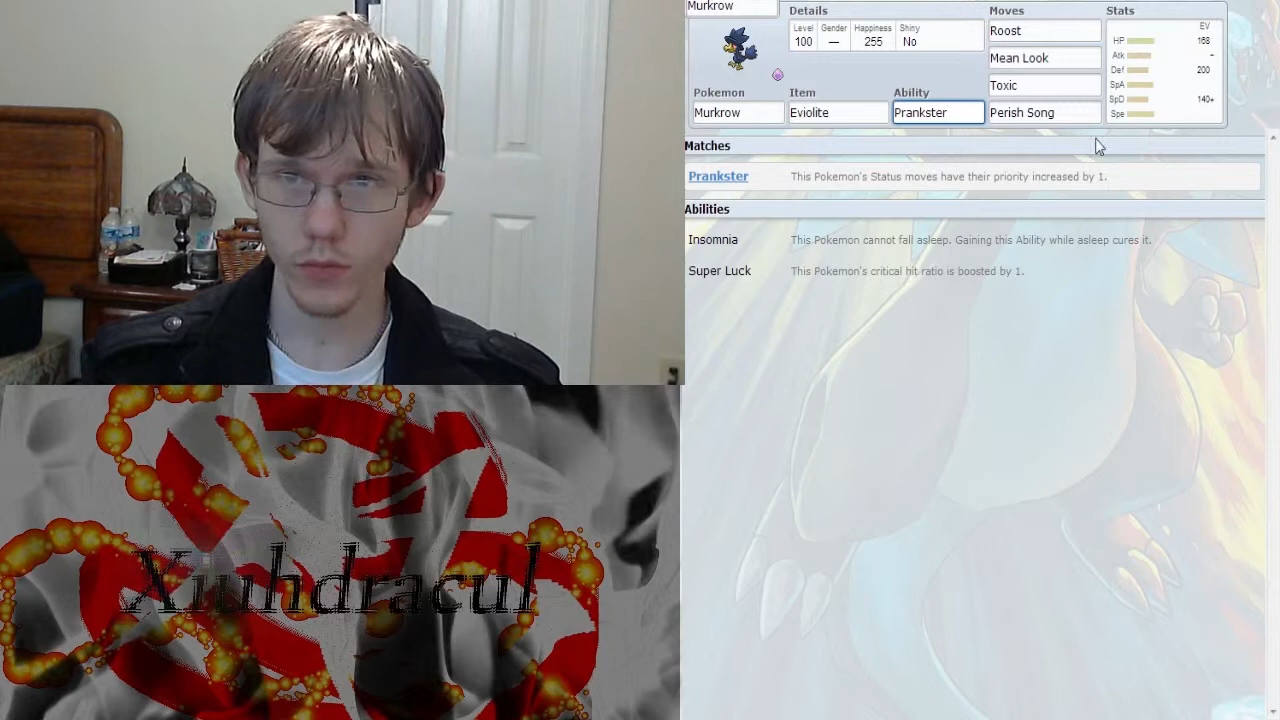 Murkrow
Details
Moves
Stats
Level Gender Happiness Shiny
100 — 255 No
Roost
EV
HP 168
Mean Look
Atk –
Def 200
Toxic
SpA
Pokemon
Item
Ability
SpD 140+
Murkrow
Eviolite
Prankster
Perish Song
Spe
Matches
Prankster This Pokemon's Status moves have their priority increased by 1.
Abilities
Insomnia This Pokemon cannot fall asleep. Gaining this Ability while asleep cures it.
Super Luck This Pokemon's critical hit ratio is boosted by 1.
Xiuhdracul